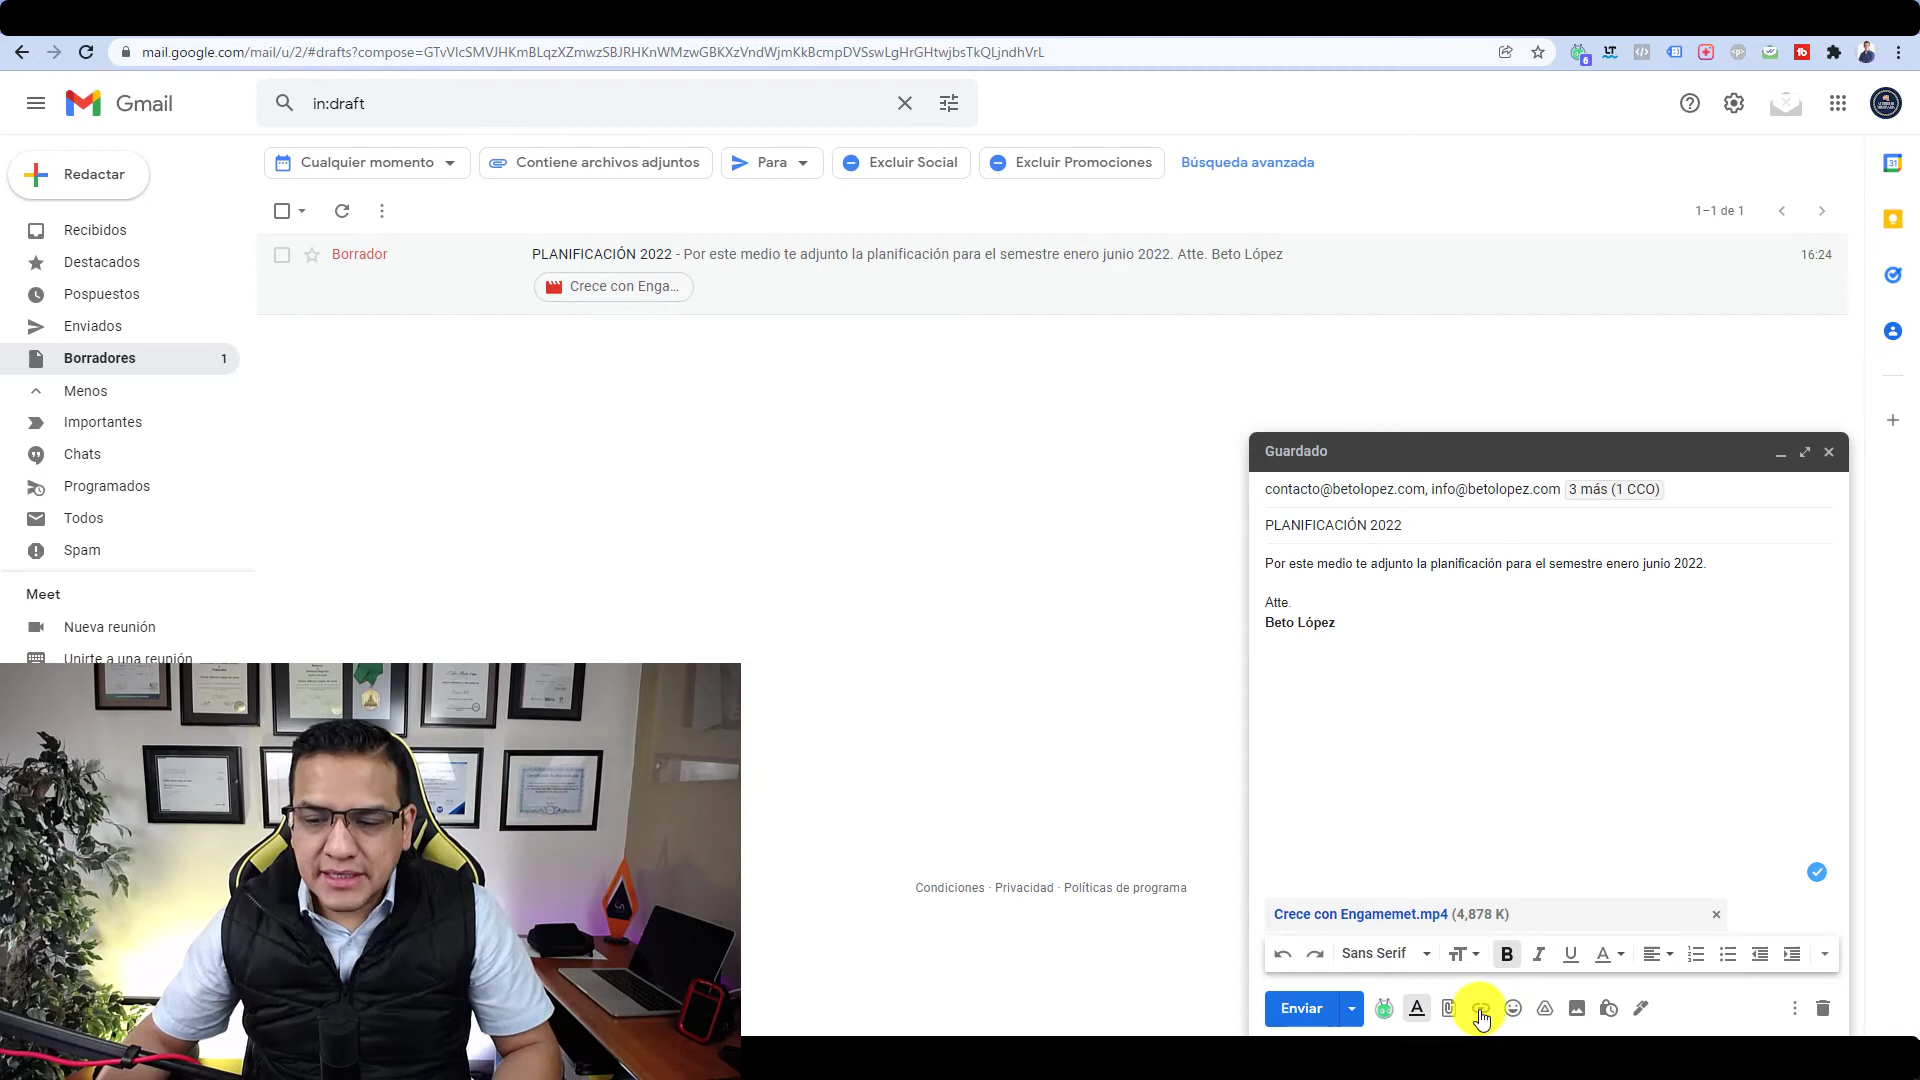 mail.google.com/mail/u/2/#drafts?compose=GTvVlcSMVJHKmBLqzXZmwzSBJRHKnWMzwGBKXzVndWjmKkBcmpDVSswLgHrGHtwjbsTkQLjndhVrL
6
Gmail
in:draft
Redactar
Cualquier momento
Contiene archivos adjuntos
Para
Excluir Social
Excluir Promociones
Búsqueda avanzada
31
1–1 de 1
Recibidos
Destacados
Pospuestos
Enviados
Borradores 1
Menos
Importantes
Chats
Programados
Todos
Spam
Meet
Nueva reunión
Unirte a una reunión
Borrador
PLANIFICACIÓN 2022 - Por este medio te adjunto la planificación para el semestre enero junio 2022. Atte. Beto López
16:24
Crece con Enga...
Guardado
contacto@betolopez.com, info@betolopez.com 3 más (1 CCO)
PLANIFICACIÓN 2022
Por este medio te adjunto la planificación para el semestre enero junio 2022.
Atte.
Beto López
Condiciones · Privacidad · Políticas de programa
Crece con Engamemet.mp4 (4,878 K)
Sans Serif
Enviar